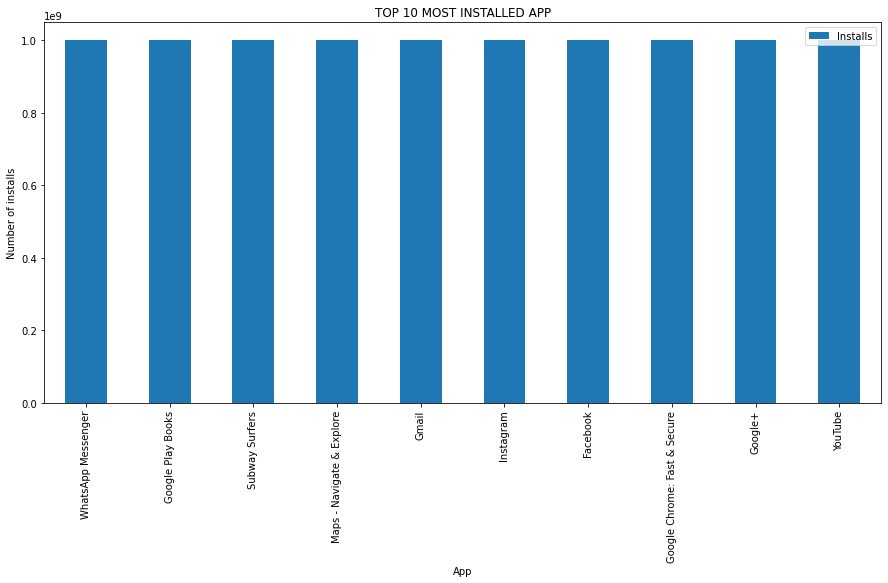 TOP 10 MOST INSTALLED APP
1e9
Installs
1.0
0.8
0.6
0.4
0.2
0.0
Number of installs
WhatsApp Messenger
Google Play Books
Subway Surfers
Maps - Navigate & Explore
Gmail
Instagram
Facebook
Google Chrome: Fast & Secure
Google+
YouTube
App